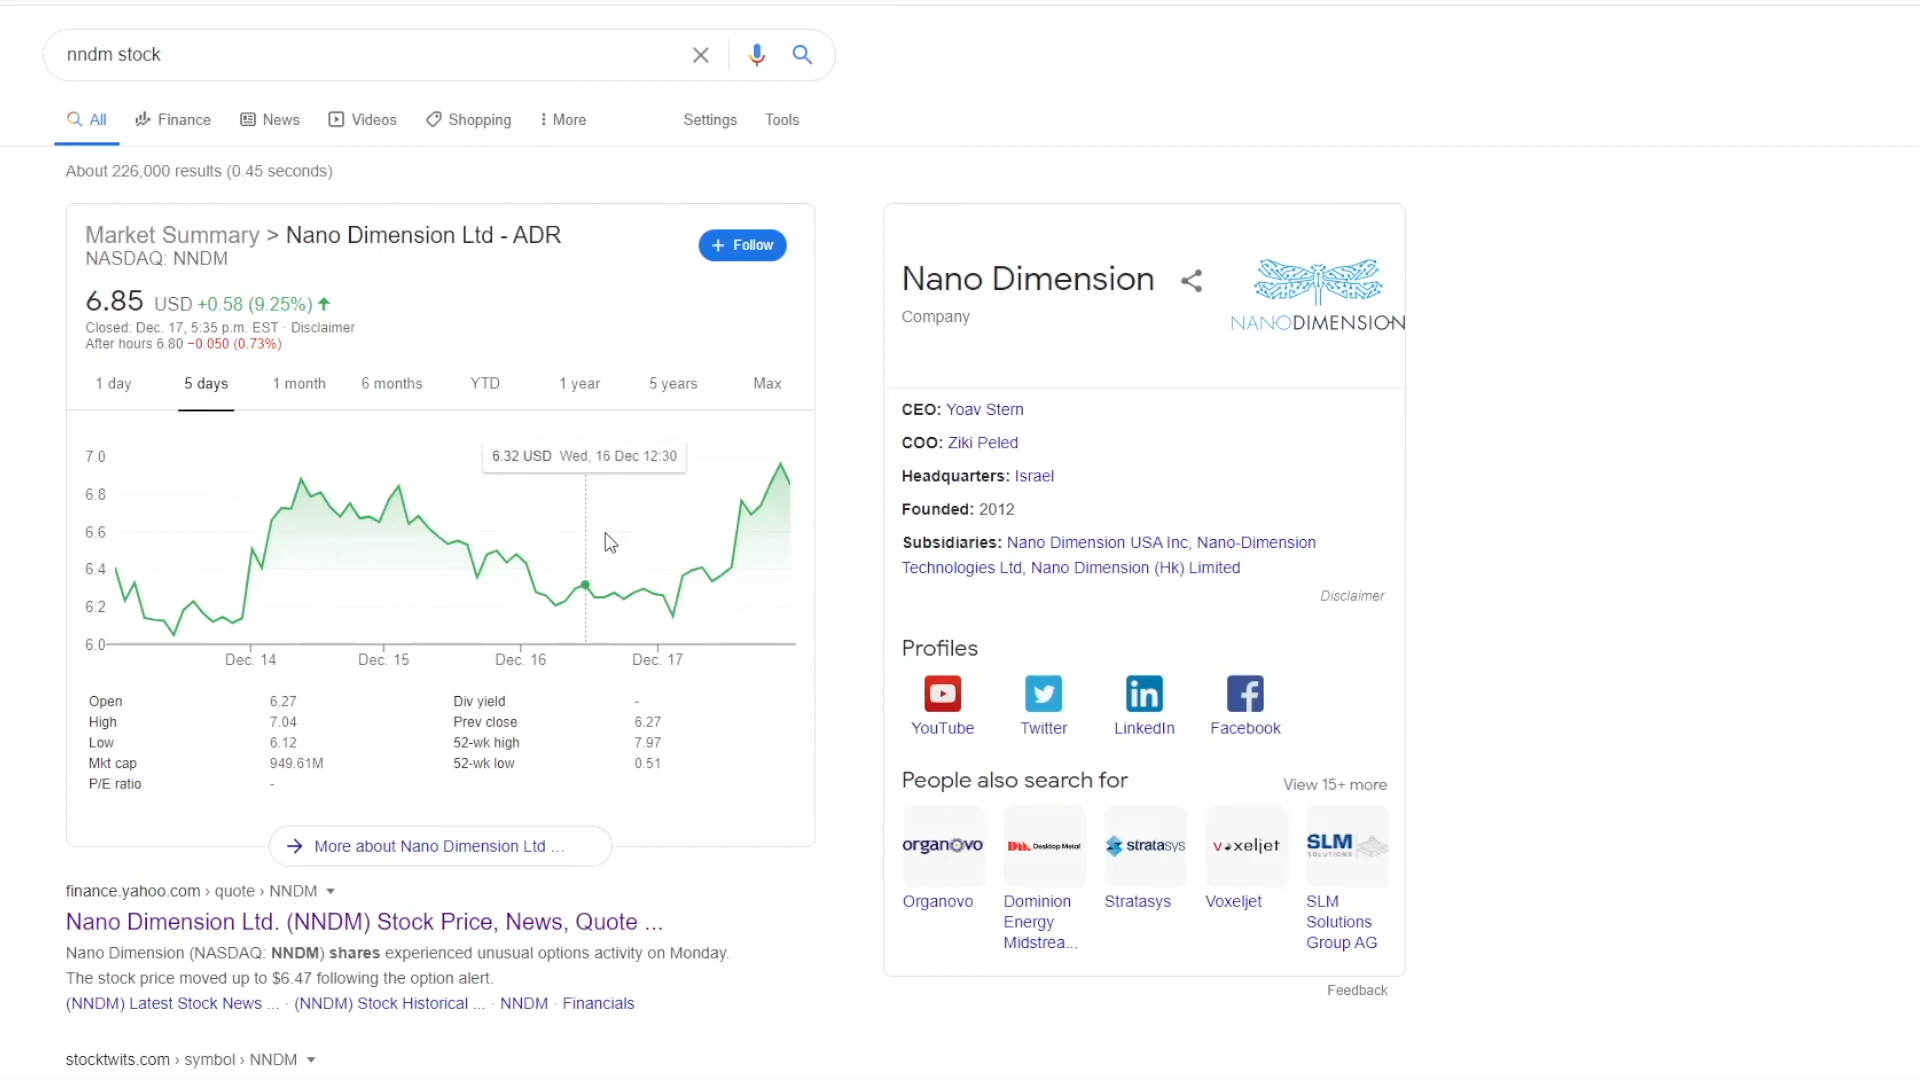 nndm stock
All Finance News Videos Shopping More Settings Tools
About 226,000 results (0.45 seconds)
Market Summary > Nano Dimension Ltd - ADR
NASDAQ: NNDM
+ Follow
6.85 USD +0.58 (9.25%)
Closed: Dec. 17, 5:35 p.m. EST · Disclaimer
After hours 6.80 −0.050 (0.73%)
1 day 5 days 1 month 6 months YTD 1 year 5 years Max
6.32 USD Wed, 16 Dec 12:30
7.0
6.8
6.6
6.4
6.2
6.0
Dec. 14 Dec. 15 Dec. 16 Dec. 17
Open 6.27 Div yield -
High 7.04 Prev close 6.27
Low 6.12 52-wk high 7.97
Mkt cap 949.61M 52-wk low 0.51
P/E ratio -
More about Nano Dimension Ltd ...
finance.yahoo.com › quote › NNDM
Nano Dimension Ltd. (NNDM) Stock Price, News, Quote ...
Nano Dimension (NASDAQ: NNDM) shares experienced unusual options activity on Monday.
The stock price moved up to $6.47 following the option alert.
(NNDM) Latest Stock News ... · (NNDM) Stock Historical ... · NNDM · Financials
stocktwits.com › symbol › NNDM
Nano Dimension
Company
NANODIMENSION
CEO: Yoav Stern
COO: Ziki Peled
Headquarters: Israel
Founded: 2012
Subsidiaries: Nano Dimension USA Inc, Nano-Dimension
Technologies Ltd, Nano Dimension (Hk) Limited
Disclaimer
Profiles
YouTube Twitter LinkedIn Facebook
People also search for
View 15+ more
organovo Desktop Metal stratasys voxeljet SLM SOLUTIONS
Organovo
Dominion
Energy
Midstrea...
Stratasys
Voxeljet
SLM
Solutions
Group AG
Feedback